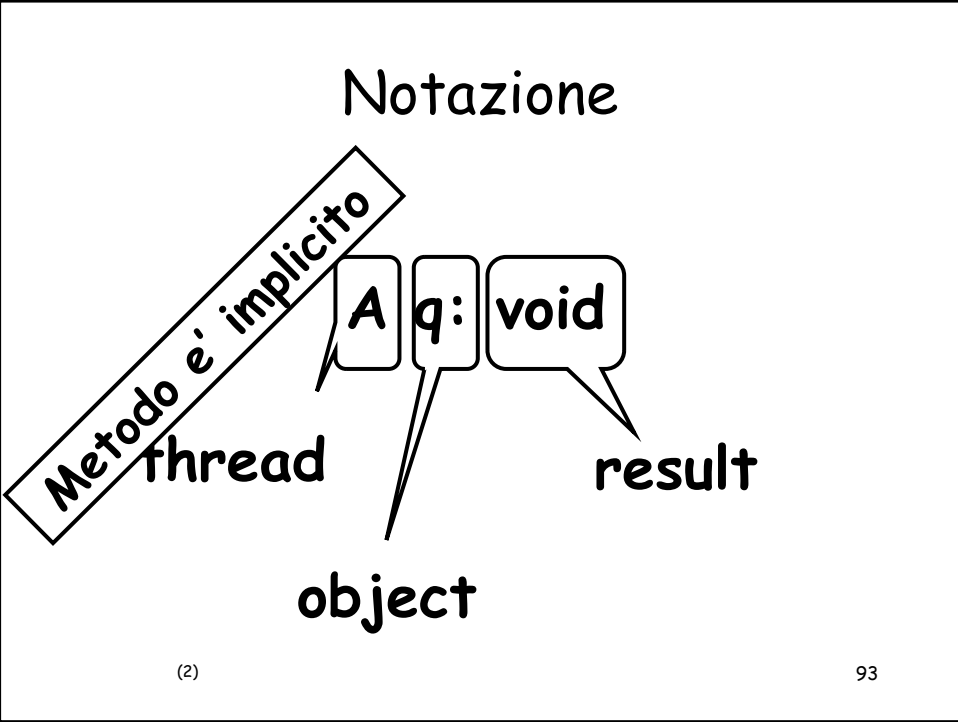 Notazione
Metodo e' implicito
A q: void
thread
result
object
(2)
93